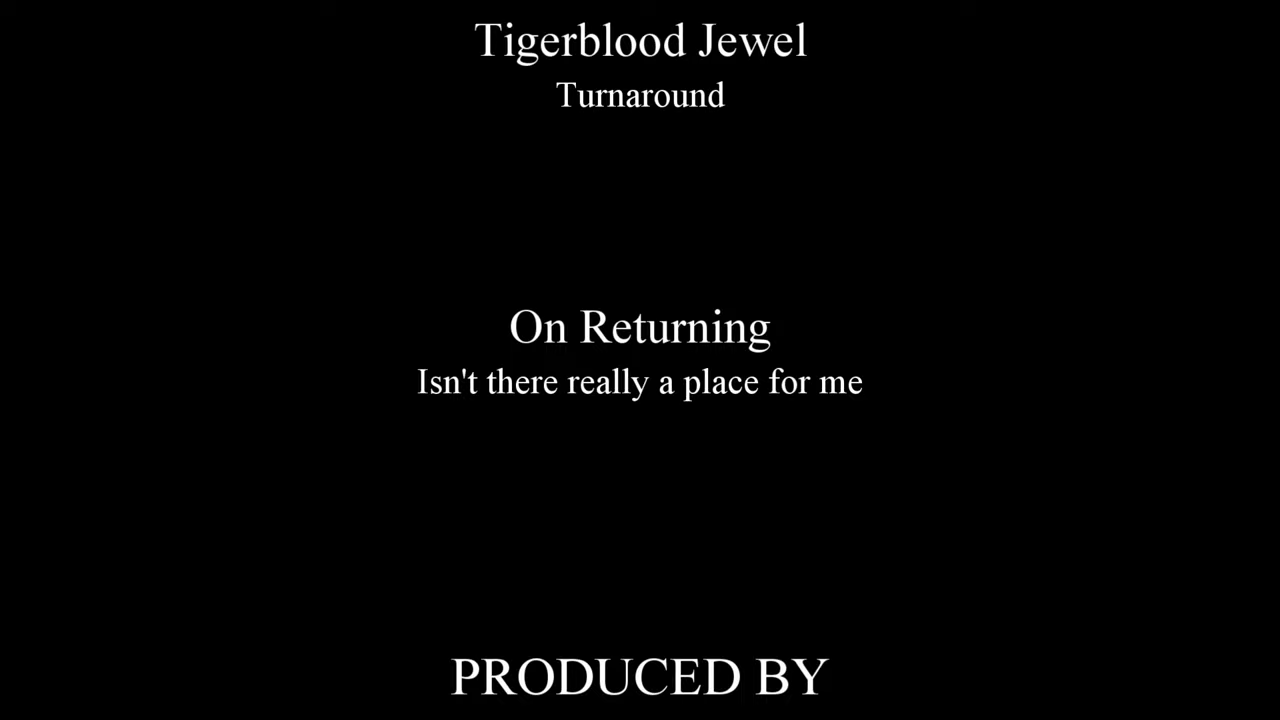 Tigerblood Jewel
Turnaround
On Returning
Isn't there really a place for me
PRODUCED BY